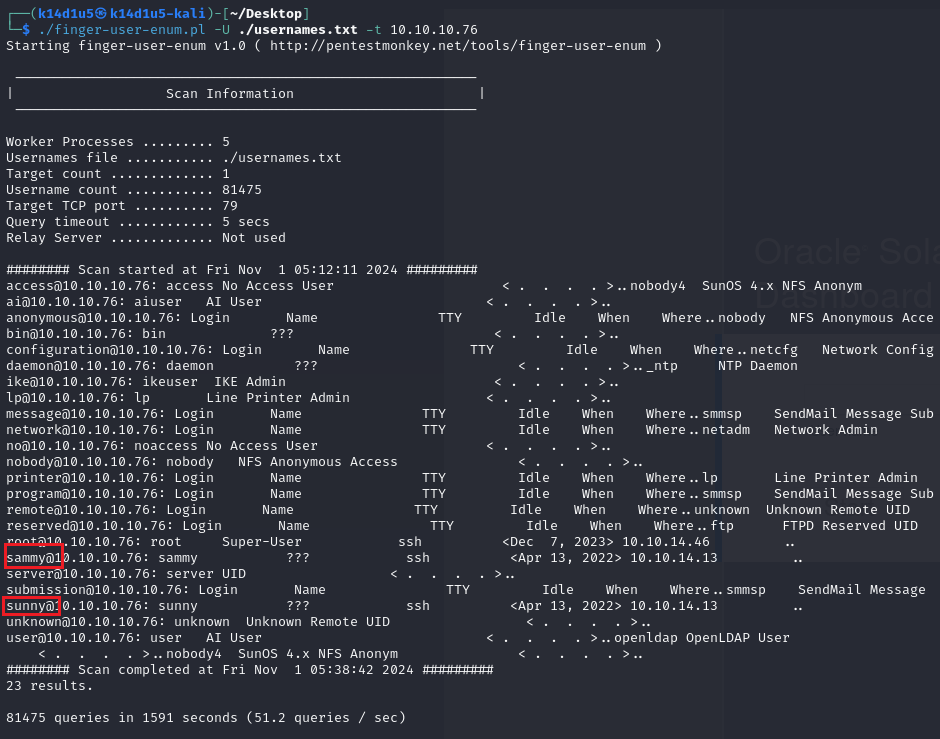 ┌──(k14d1u5㉿k14d1u5-kali)-[~/Desktop]
└─$ ./finger-user-enum.pl -U ./usernames.txt -t 10.10.10.76
Starting finger-user-enum v1.0 ( http://pentestmonkey.net/tools/finger-user-enum )
| Scan Information |
Worker Processes ......... 5
Usernames file ........... ./usernames.txt
Target count ............. 1
Username count ........... 81475
Target TCP port .......... 79
Query timeout ............ 5 secs
Relay Server ............. Not used
######## Scan started at Fri Nov  1 05:12:11 2024 #########
access@10.10.10.76: access No Access User                     < .  .  .  . >..nobody4  SunOS 4.x NFS Anonym
ai@10.10.10.76: aiuser   AI User                            < .  .  .  . >..
anonymous@10.10.10.76: Login       Name               TTY         Idle    When    Where..nobody   NFS Anonymous Acce
bin@10.10.10.76: bin             ???                         < .  .  .  . >..
configuration@10.10.10.76: Login       Name               TTY         Idle    When    Where..netcfg   Network Config
daemon@10.10.10.76: daemon          ???                         < .  .  .  . >.._ntp     NTP Daemon
ike@10.10.10.76: ikeuser  IKE Admin                          < .  .  .  . >..
lp@10.10.10.76: lp       Line Printer Admin                 < .  .  .  . >..
message@10.10.10.76: Login       Name               TTY         Idle    When    Where..smmsp    SendMail Message Sub
network@10.10.10.76: Login       Name               TTY         Idle    When    Where..netadm   Network Admin
no@10.10.10.76: noaccess No Access User                     < .  .  .  . >..
nobody@10.10.10.76: nobody   NFS Anonymous Access               < .  .  .  . >..
printer@10.10.10.76: Login       Name               TTY         Idle    When    Where..lp       Line Printer Admin
program@10.10.10.76: Login       Name               TTY         Idle    When    Where..smmsp    SendMail Message Sub
remote@10.10.10.76: Login       Name               TTY         Idle    When    Where..unknown  Unknown Remote UID
reserved@10.10.10.76: Login       Name               TTY         Idle    When    Where..ftp      FTPD Reserved UID
root@10.10.10.76: root     Super-User            ssh          <Dec  7, 2023> 10.10.14.46         ..
sammy@10.10.10.76: sammy           ???            ssh          <Apr 13, 2022> 10.10.14.13         ..
server@10.10.10.76: server UID                  < .  .  .  . >..
submission@10.10.10.76: Login       Name               TTY         Idle    When    Where..smmsp    SendMail Message
sunny@10.10.10.76: sunny           ???            ssh          <Apr 13, 2022> 10.10.14.13         ..
unknown@10.10.10.76: unknown  Unknown Remote UID                 < .  .  .  . >..
user@10.10.10.76: user   AI User                            < .  .  .  . >..openldap OpenLDAP User
    < .  .  .  . >..nobody4  SunOS 4.x NFS Anonym               < .  .  .  . >..
######## Scan completed at Fri Nov  1 05:38:42 2024 #########
23 results.
81475 queries in 1591 seconds (51.2 queries / sec)
Oracle
Dashboard